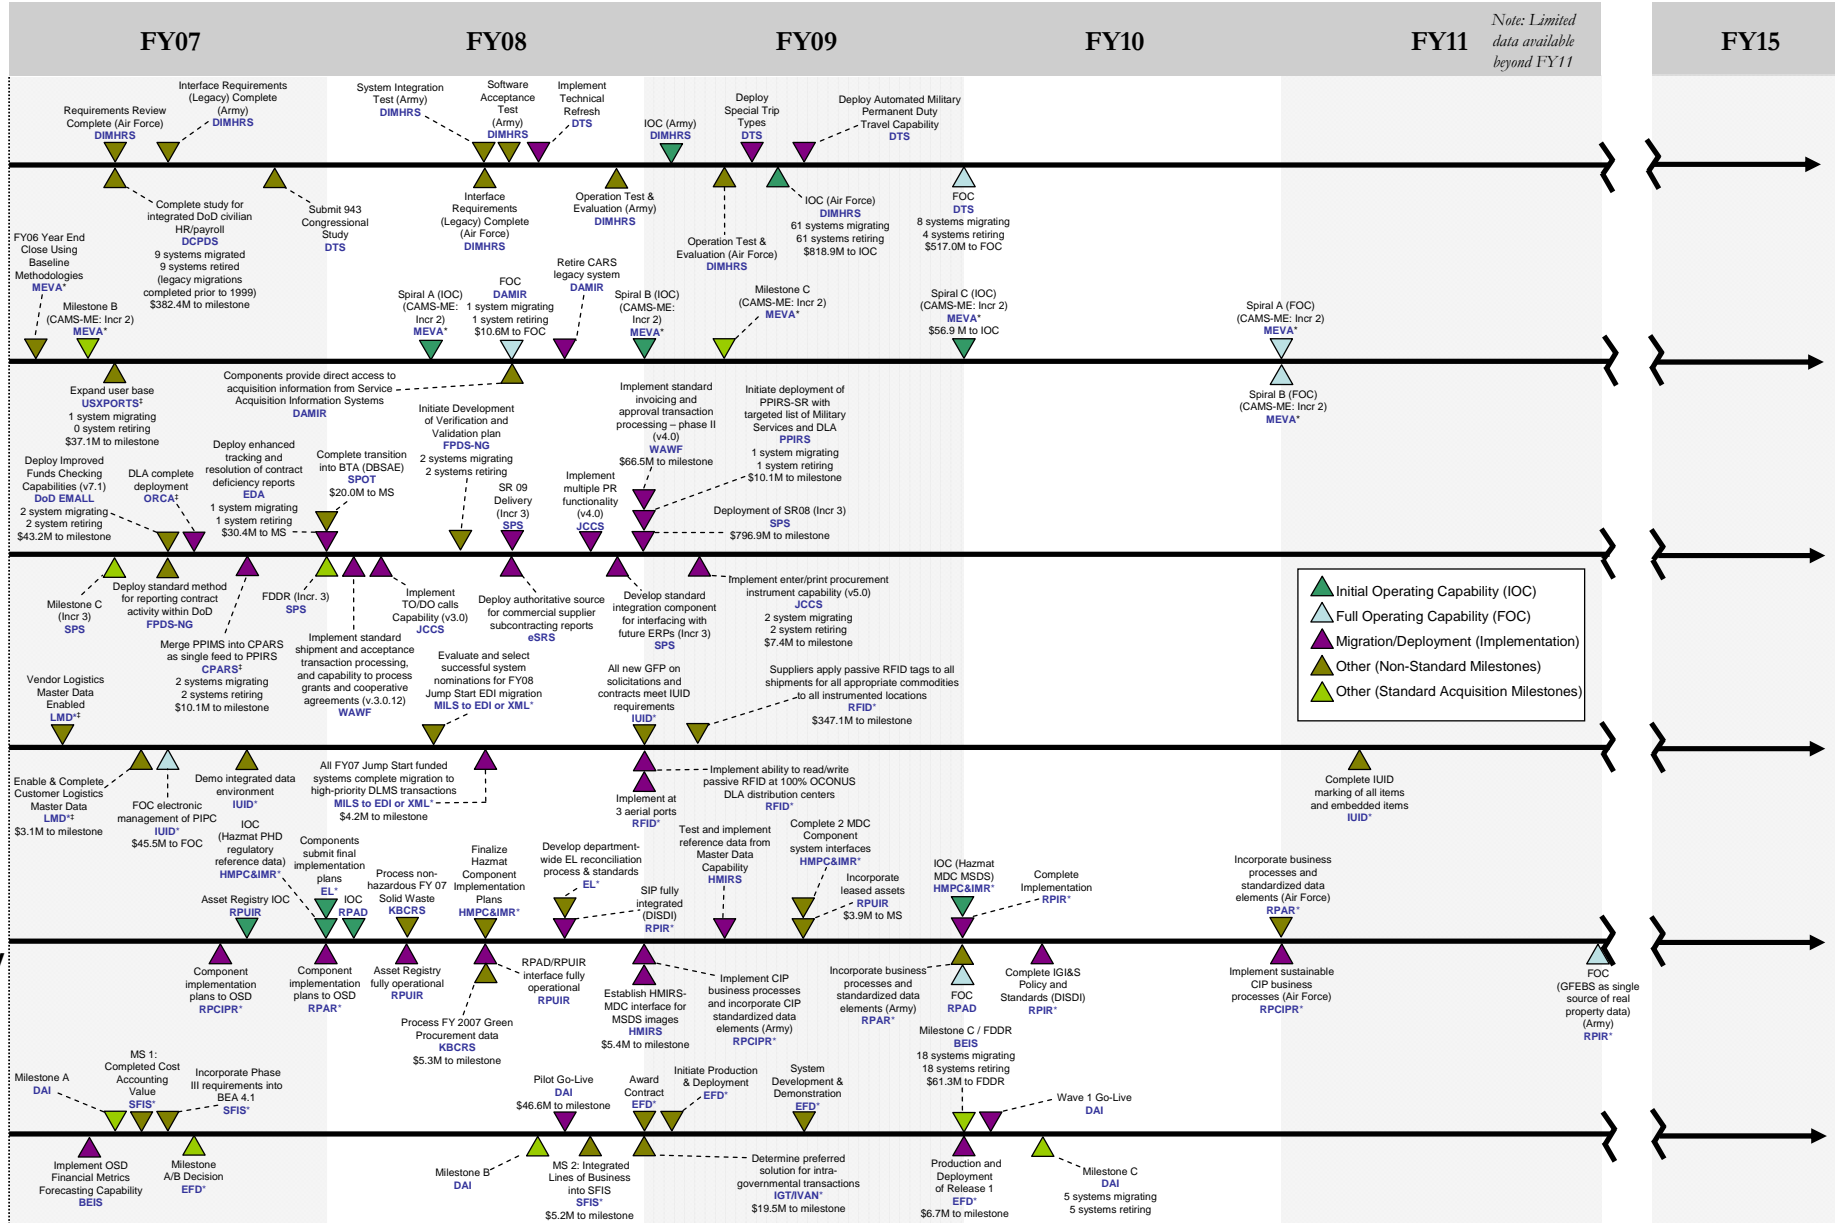 FY07
FY08
FY09
FY10
FY11
Note: Limited
data available
beyond FY11
FY15
Requirements Review
Complete (Air Force)
DIMHRS
Interface Requirements
(Legacy) Complete
(Army)
DIMHRS
System Integration
Test (Army)
DIMHRS
Software
Acceptance
Test
(Army)
DIMHRS
Implement
Technical
Refresh
DTS
IOC (Army)
DIMHRS
Deploy
Special Trip
Types
DTS
Deploy Automated Military
Permanent Duty
Travel Capability
DTS
Complete study for
integrated DoD civilian
HR/payroll
DCPDS
9 systems migrated
9 systems retired
(legacy migrations
completed prior to 1999)
$382.4M to milestone
Submit 943
Congressional
Study
DTS
Interface
Requirements
(Legacy) Complete
(Air Force)
DIMHRS
Operation Test &
Evaluation (Army)
DIMHRS
Operation Test &
Evaluation (Air Force)
DIMHRS
IOC (Air Force)
DIMHRS
61 systems migrating
61 systems retiring
$818.9M to IOC
FOC
DTS
8 systems migrating
4 systems retiring
$517.0M to FOC
FY06 Year End
Close Using
Baseline
Methodologies
MEVA*
Milestone B
(CAMS-ME: Incr 2)
MEVA*
Spiral A (IOC)
(CAMS-ME:
Incr 2)
MEVA*
FOC
DAMIR
1 system migrating
1 system retiring
$10.6M to FOC
Retire CARS
legacy system
DAMIR
Spiral B (IOC)
(CAMS-ME:
Incr 2)
MEVA*
Milestone C
(CAMS-ME: Incr 2)
MEVA*
Spiral C (IOC)
(CAMS-ME: Incr 2)
MEVA*
$56.9 M to IOC
Spiral A (FOC)
(CAMS-ME: Incr 2)
MEVA*
Expand user base
USXPORTS‡
1 system migrating
0 system retiring
$37.1M to milestone
Components provide direct access to
acquisition information from Service
Acquisition Information Systems
DAMIR
Spiral B (FOC)
(CAMS-ME: Incr 2)
MEVA*
Deploy Improved
Funds Checking
Capabilities (v7.1)
DoD EMALL
2 system migrating
2 system retiring
$43.2M to milestone
DLA complete
deployment
ORCA‡
Deploy enhanced
tracking and
resolution of contract
deficiency reports
EDA
1 system migrating
1 system retiring
$30.4M to MS
Complete transition
into BTA (DBSAE)
SPOT
$20.0M to MS
Initiate Development
of Verification and
Validation plan
FPDS-NG
2 systems migrating
2 systems retiring
SR 09
Delivery
(Incr 3)
SPS
Implement
multiple PR
functionality
(v4.0)
JCCS
Implement standard
invoicing and
approval transaction
processing – phase II
(v4.0)
WAWF
$66.5M to milestone
Initiate deployment of
PPIRS-SR with
targeted list of Military
Services and DLA
PPIRS
1 system migrating
1 system retiring
$10.1M to milestone
Deployment of SR08 (Incr 3)
SPS
$796.9M to milestone
Milestone C
(Incr 3)
SPS
Deploy standard method
for reporting contract
activity within DoD
FPDS-NG
Merge PPIMS into CPARS
as single feed to PPIRS
CPARS‡
2 systems migrating
2 systems retiring
$10.1M to milestone
FDDR (Incr. 3)
SPS
Implement standard
shipment and acceptance
transaction processing,
and capability to process
grants and cooperative
agreements (v.3.0.12)
WAWF
Implement
TO/DO calls
Capability (v3.0)
JCCS
Deploy authoritative source
for commercial supplier
subcontracting reports
eSRS
Develop standard
integration component
for interfacing with
future ERPs (Incr 3)
SPS
Implement enter/print procurement
instrument capability (v5.0)
JCCS
2 system migrating
2 system retiring
$7.4M to milestone
Initial Operating Capability (IOC)
Full Operating Capability (FOC)
Migration/Deployment (Implementation)
Other (Non-Standard Milestones)
Other (Standard Acquisition Milestones)
Vendor Logistics
Master Data
Enabled
LMD*‡
Evaluate and select
successful system
nominations for FY08
Jump Start EDI migration
MILS to EDI or XML*
All new GFP on
solicitations and
contracts meet IUID
requirements
IUID*
Suppliers apply passive RFID tags to all
shipments for all appropriate commodities
to all instrumented locations
RFID*
$347.1M to milestone
Enable & Complete
Customer Logistics
Master Data
LMD*‡
$3.1M to milestone
FOC electronic
management of PIPC
IUID*
$45.5M to FOC
Demo integrated data
environment
IUID*
All FY07 Jump Start funded
systems complete migration to
high-priority DLMS transactions
MILS to EDI or XML*
$4.2M to milestone
Implement at
3 aerial ports
RFID*
Implement ability to read/write
passive RFID at 100% OCONUS
DLA distribution centers
RFID*
Complete IUID
marking of all items
and embedded items
IUID*
Asset Registry IOC
RPUIR
IOC
(Hazmat PHD
regulatory
reference data)
HMPC&IMR*
Components
submit final
implementation
plans
EL*
IOC
RPAD
Process non-
hazardous FY 07
Solid Waste
KBCRS
Finalize
Hazmat
Component
Implementation
Plans
HMPC&IMR*
Develop department-
wide EL reconciliation
process & standards
EL*
SIP fully
integrated
(DISDI)
RPIR*
Test and implement
reference data from
Master Data
Capability
HMIRS
Complete 2 MDC
Component
system interfaces
HMPC&IMR*
Incorporate
leased assets
RPUIR
$3.9M to MS
IOC (Hazmat
MDC MSDS)
HMPC&IMR*
Complete
Implementation
RPIR*
Incorporate business
processes and
standardized data
elements (Air Force)
RPAR*
Component
implementation
plans to OSD
RPCIPR*
Component
implementation
plans to OSD
RPAR*
Asset Registry
fully operational
RPUIR
Process FY 2007 Green
Procurement data
KBCRS
$5.3M to milestone
RPAD/RPUIR
interface fully
operational
RPUIR
Establish HMIRS-
MDC interface for
MSDS images
HMIRS
$5.4M to milestone
Implement CIP
business processes
and incorporate CIP
standardized data
elements (Army)
RPCIPR*
Incorporate business
processes and
standardized data
elements (Army)
RPAR*
FOC
RPAD
Complete IGI&S
Policy and
Standards (DISDI)
RPIR*
Implement sustainable
CIP business
processes (Air Force)
RPCIPR*
FOC
(GFEBS as single
source of real
property data)
(Army)
RPIR*
Milestone A
DAI
MS 1:
Completed Cost
Accounting
Value
SFIS*
Incorporate Phase
III requirements into
BEA 4.1
SFIS*
Pilot Go-Live
DAI
$46.6M to milestone
Award
Contract
EFD*
Initiate Production
& Deployment
EFD*
System
Development &
Demonstration
EFD*
Milestone C / FDDR
BEIS
18 systems migrating
18 systems retiring
$61.3M to FDDR
Wave 1 Go-Live
DAI
Implement OSD
Financial Metrics
Forecasting Capability
BEIS
Milestone
A/B Decision
EFD*
Milestone B
DAI
MS 2: Integrated
Lines of Business
into SFIS
SFIS*
$5.2M to milestone
Determine preferred
solution for intra-
governmental transactions
IGT/IVAN*
$19.5M to milestone
Production and
Deployment
of Release 1
EFD*
$6.7M to milestone
Milestone C
DAI
5 systems migrating
5 systems retiring